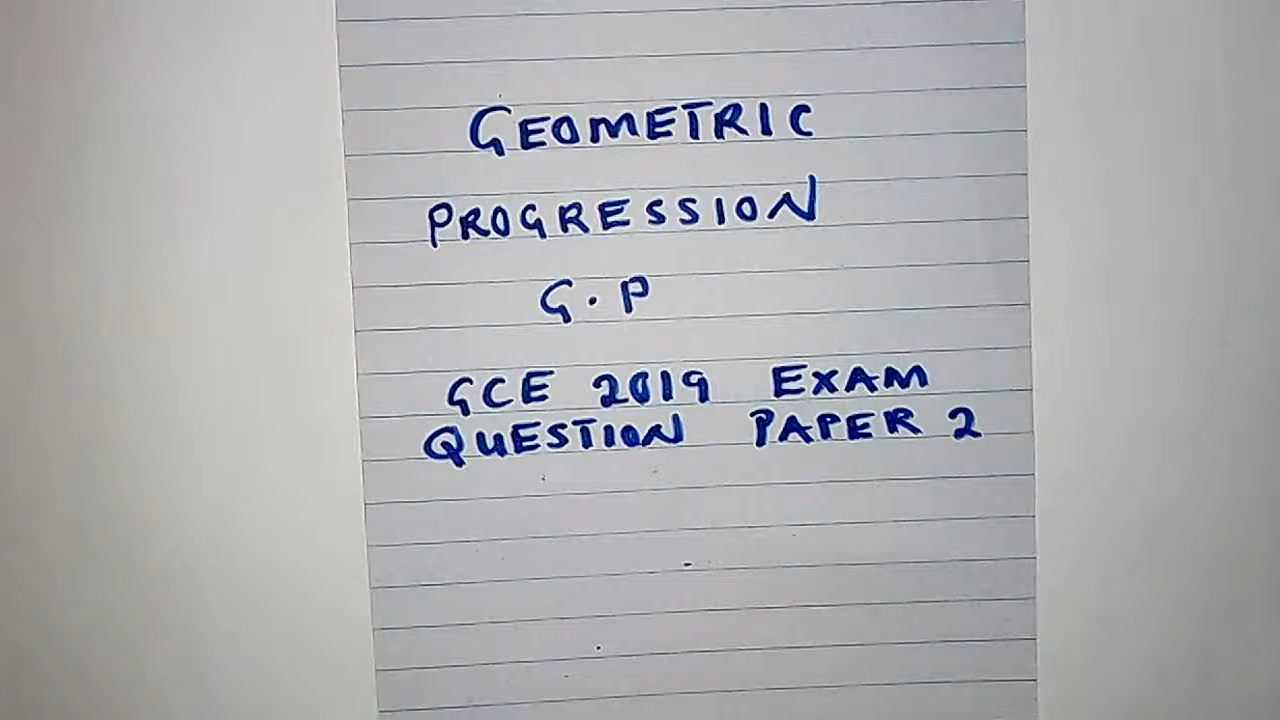 GEOMETRIC
PROGRESSION
G.P
GCE 2019 EXAM
QUESTION PAPER 2